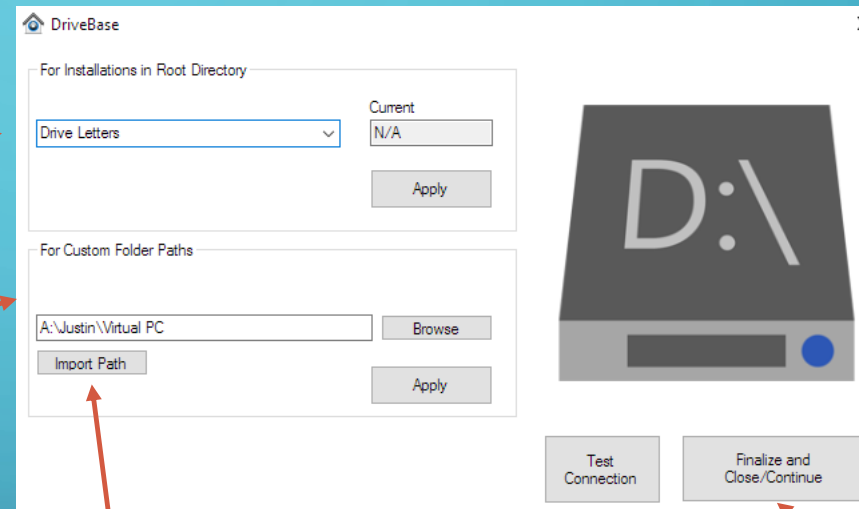 DriveBase
For Installations in Root Directory
Current
Drive Letters
N/A
Apply
For Custom Folder Paths
A:\Justin\Virtual PC
Browse
Import Path
Apply
D:\
Test
Connection
Finalize and
Close/Continue